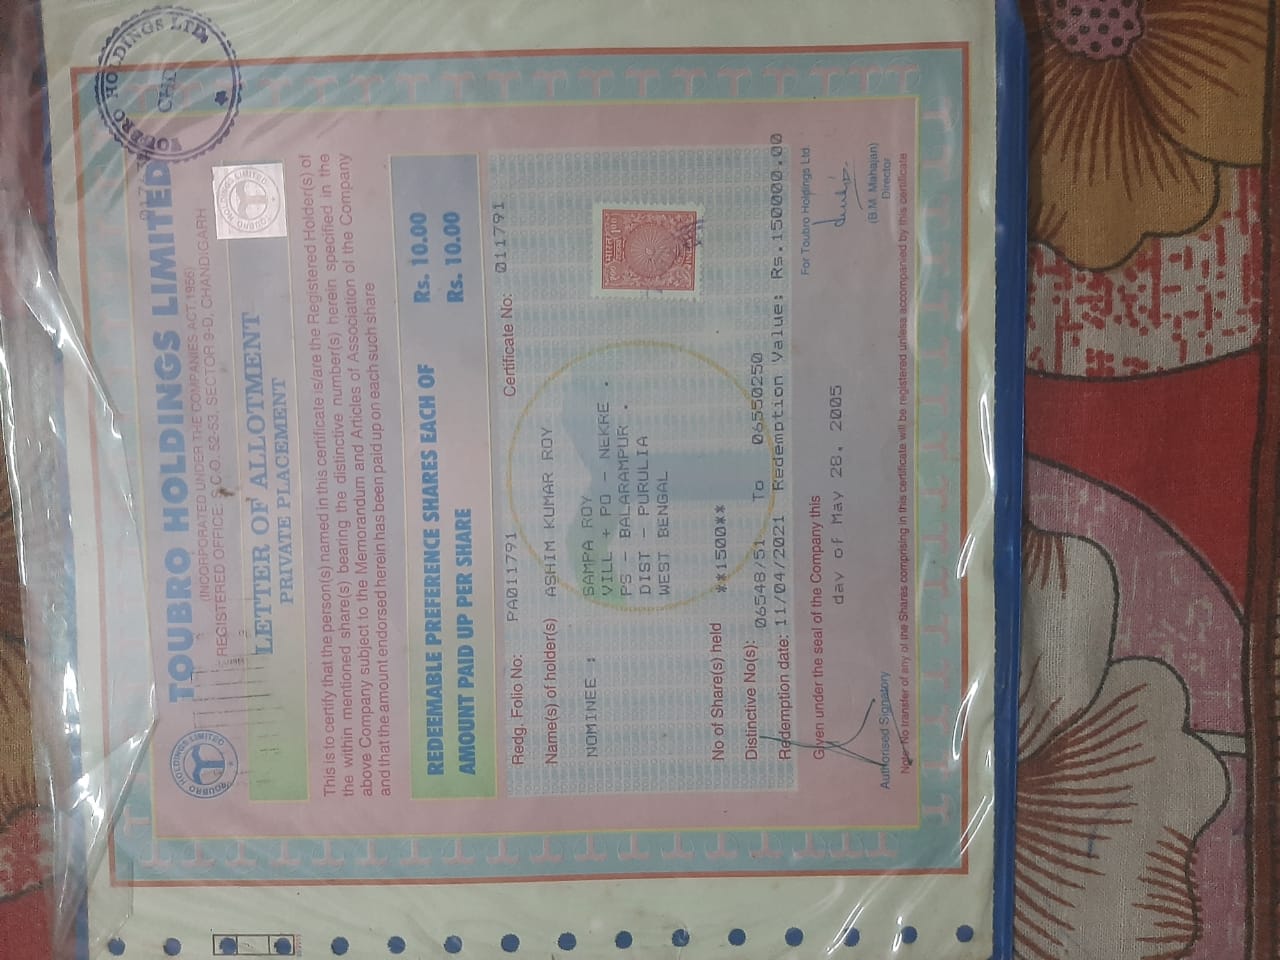 TOUBRO HOLDINGS LTD.
CHD
TOUBRO HOLDINGS LIMITED
TOUBRO HOLDINGS LIMITED
(INCORPORATED UNDER THE COMPANIES ACT,1956)
REGISTERED OFFICE: S.C.O. 52-53, SECTOR 9-D, CHANDIGARH
TOUBRO HOLDINGS LIMITED
LETTER OF ALLOTMENT
PRIVATE PLACEMENT
This is to certify that the person(s) named in this certificate is/are the Registered Holder(s) of
the within mentioned share(s) bearing the distinctive number(s) herein specified in the
above Company subject to the Memorandum and Articles of Association of the Company
and that the amount endorsed herein has been paid up on each such share
REDEEMABLE PREFERENCE SHARES EACH OF Rs. 10.00
AMOUNT PAID UP PER SHARE Rs. 10.00
Redg. Folio No: PA011791 Certificate No: 011791
Name(s) of holder(s) ASHIM KUMAR ROY
NOMINEE : SAMPA ROY
VILL + PO - NEKRE .
PS - BALARAMPUR .
DIST - PURULIA
WEST BENGAL
No of Share(s) held **1500**
Distinctive No(s): 06548751 To 06550250
Redemption date: 11/04/2021 Redemption Value: Rs.150000.00
Given under the seal of the Company this
day of May 28, 2005
For Toubro Holdings Ltd.
Authorised Signatory
(B.M. Mahajan)
Director
Note: No transfer of any of the Shares comprising in this certificate will be registered unless accompanied by this certificate